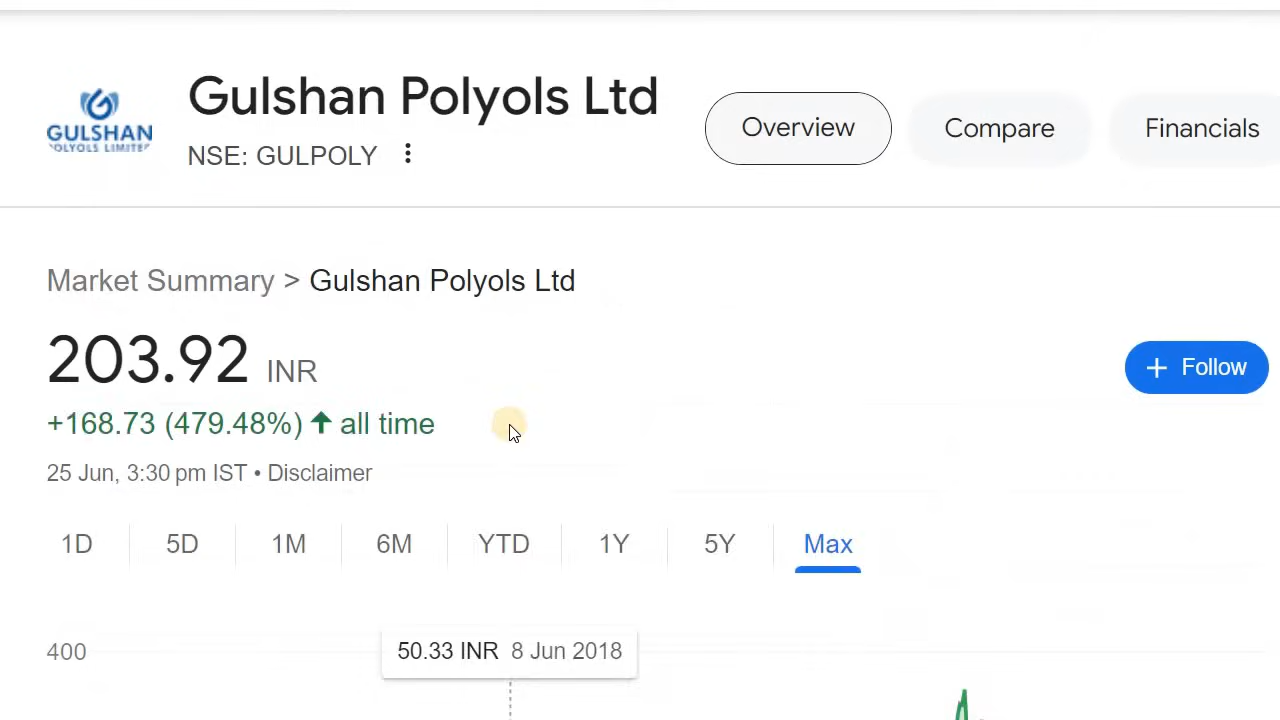 Gulshan Polyols Ltd
GULSHAN
POLYOLS LIMITED
NSE: GULPOLY
Overview
Compare
Financials
Market Summary > Gulshan Polyols Ltd
203.92 INR
+ Follow
+168.73 (479.48%) ↑ all time
25 Jun, 3:30 pm IST • Disclaimer
1D 5D 1M 6M YTD 1Y 5Y Max
50.33 INR 8 Jun 2018
400